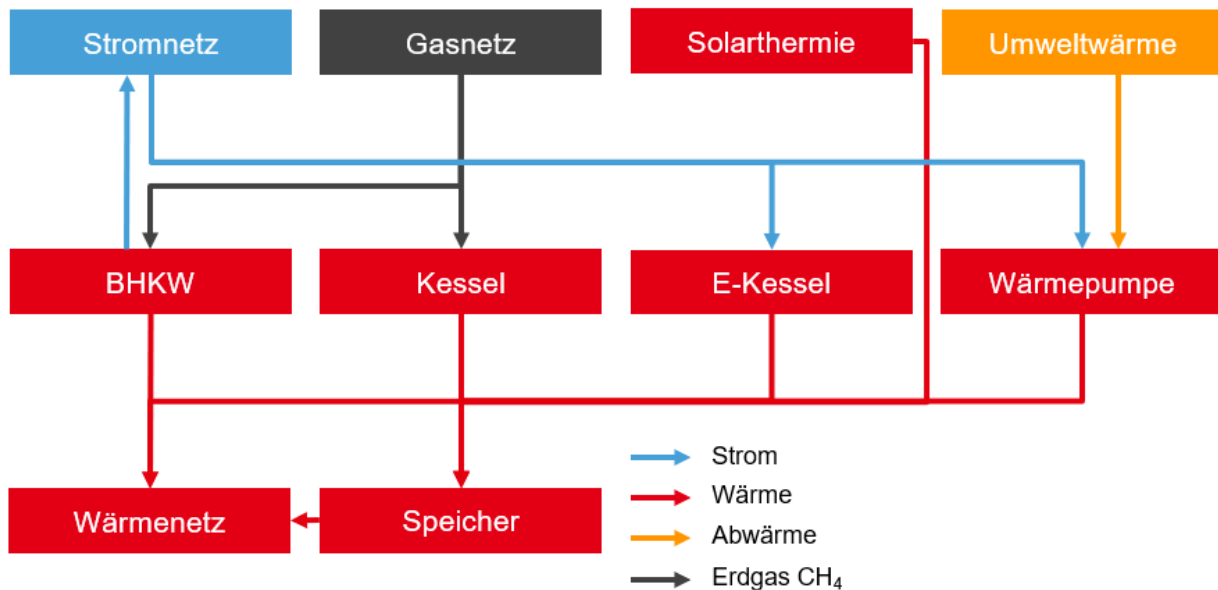 Stromnetz
Gasnetz
Solarthermie
Umweltwärme
BHKW
Kessel
E-Kessel
Wärmepumpe
Wärmenetz
Speicher
Strom
Wärme
Abwärme
Erdgas CH₄